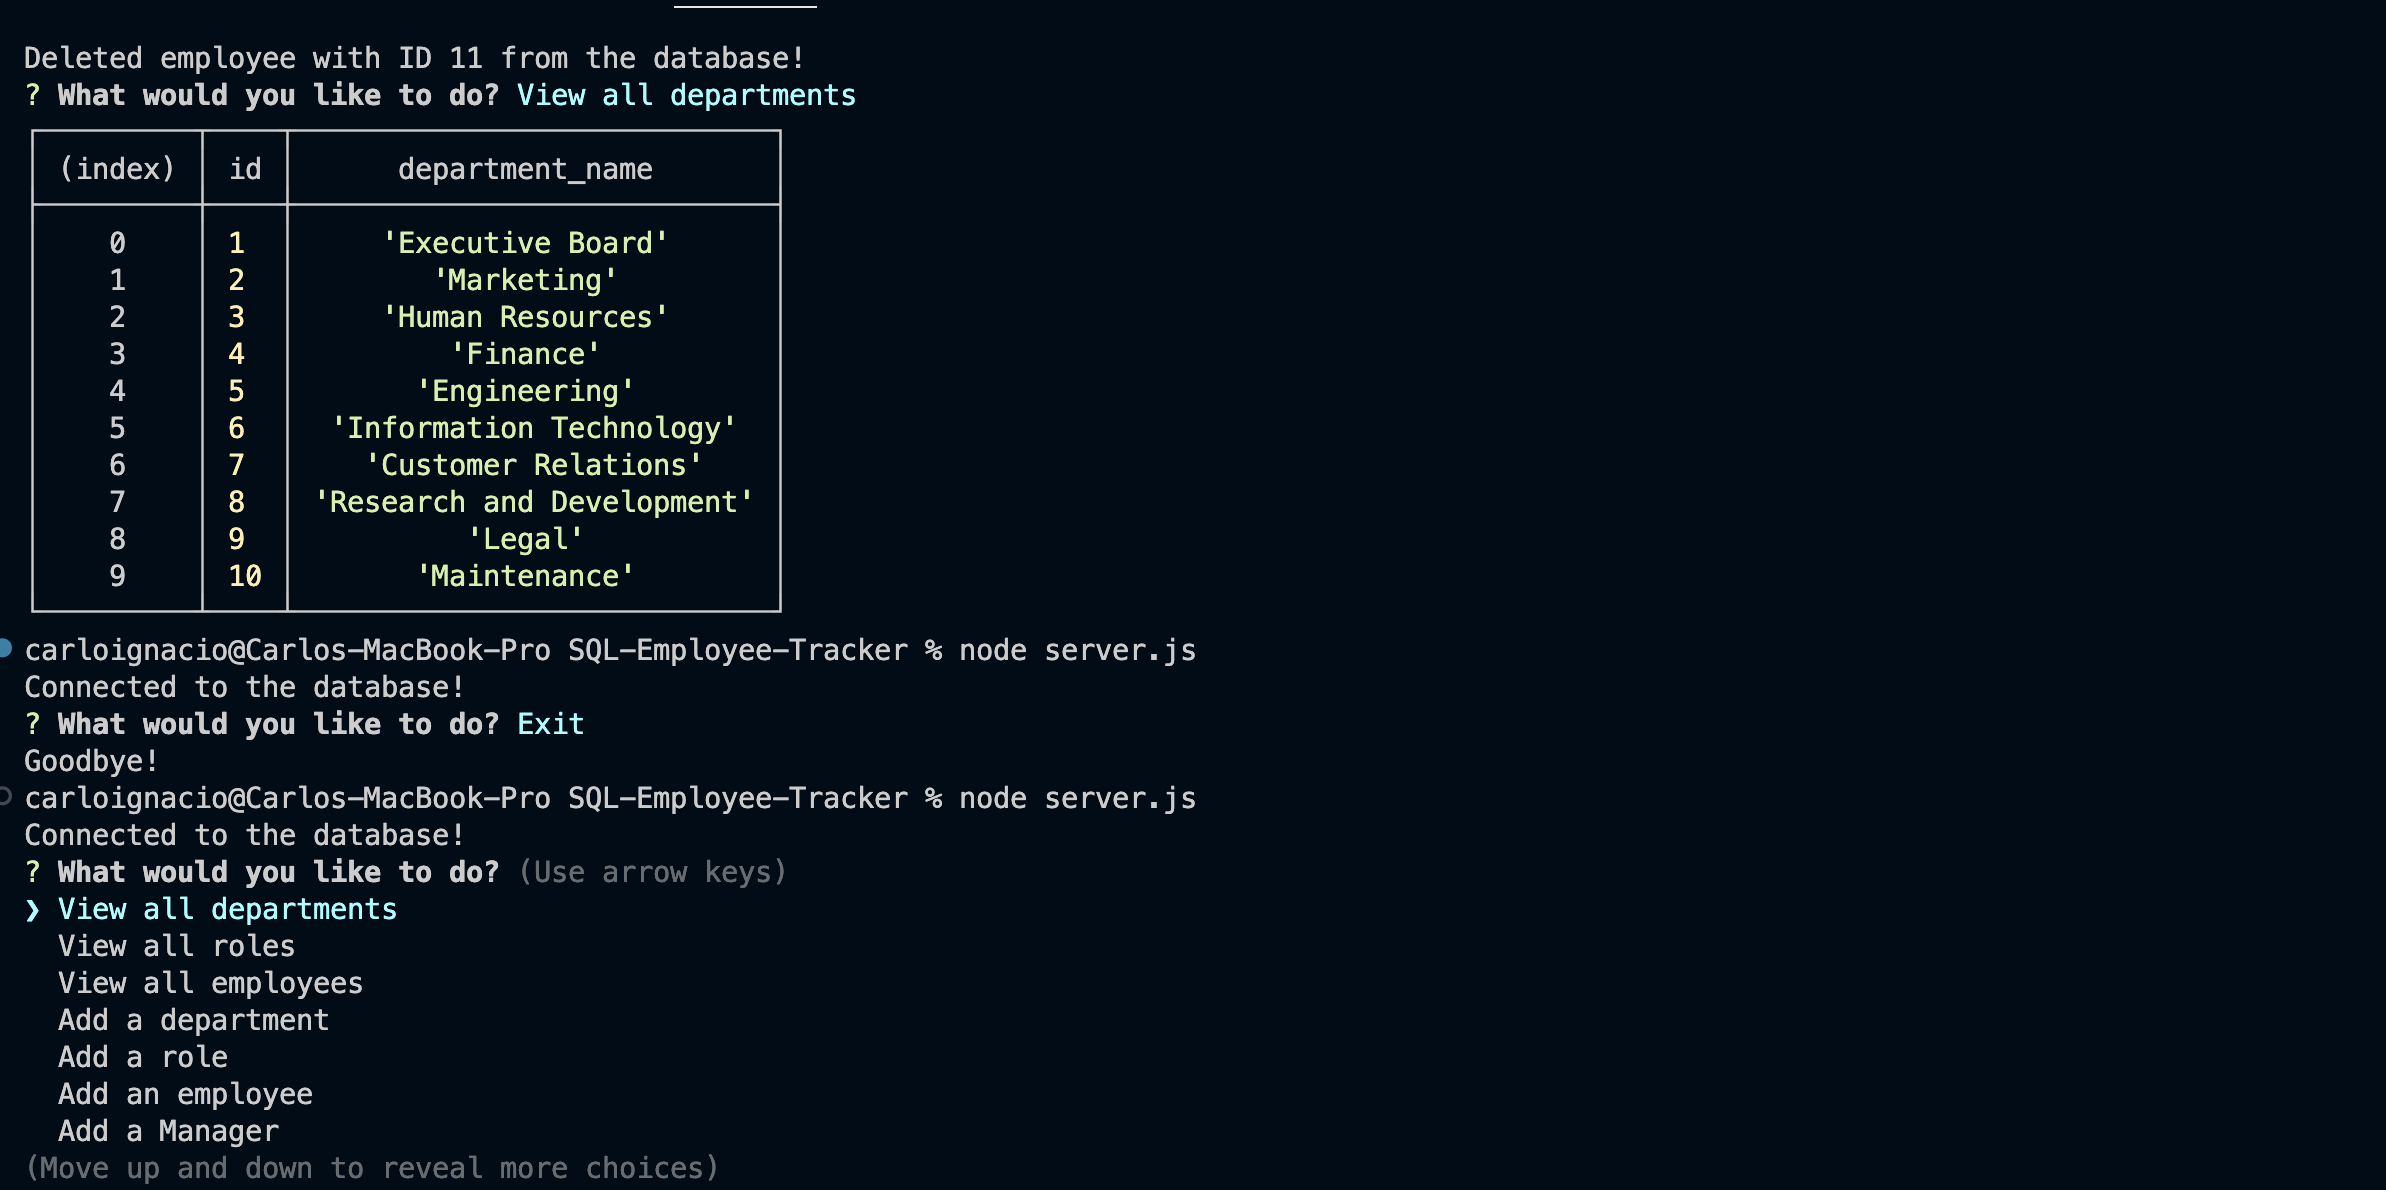 Deleted employee with ID 11 from the database!
? What would you like to do? View all departments
(index) id department_name
0 1 'Executive Board'
1 2 'Marketing'
2 3 'Human Resources'
3 4 'Finance'
4 5 'Engineering'
5 6 'Information Technology'
6 7 'Customer Relations'
7 8 'Research and Development'
8 9 'Legal'
9 10 'Maintenance'
carloignacio@Carlos-MacBook-Pro SQL-Employee-Tracker % node server.js
Connected to the database!
? What would you like to do? Exit
Goodbye!
carloignacio@Carlos-MacBook-Pro SQL-Employee-Tracker % node server.js
Connected to the database!
? What would you like to do? (Use arrow keys)
❯ View all departments
View all roles
View all employees
Add a department
Add a role
Add an employee
Add a Manager
(Move up and down to reveal more choices)